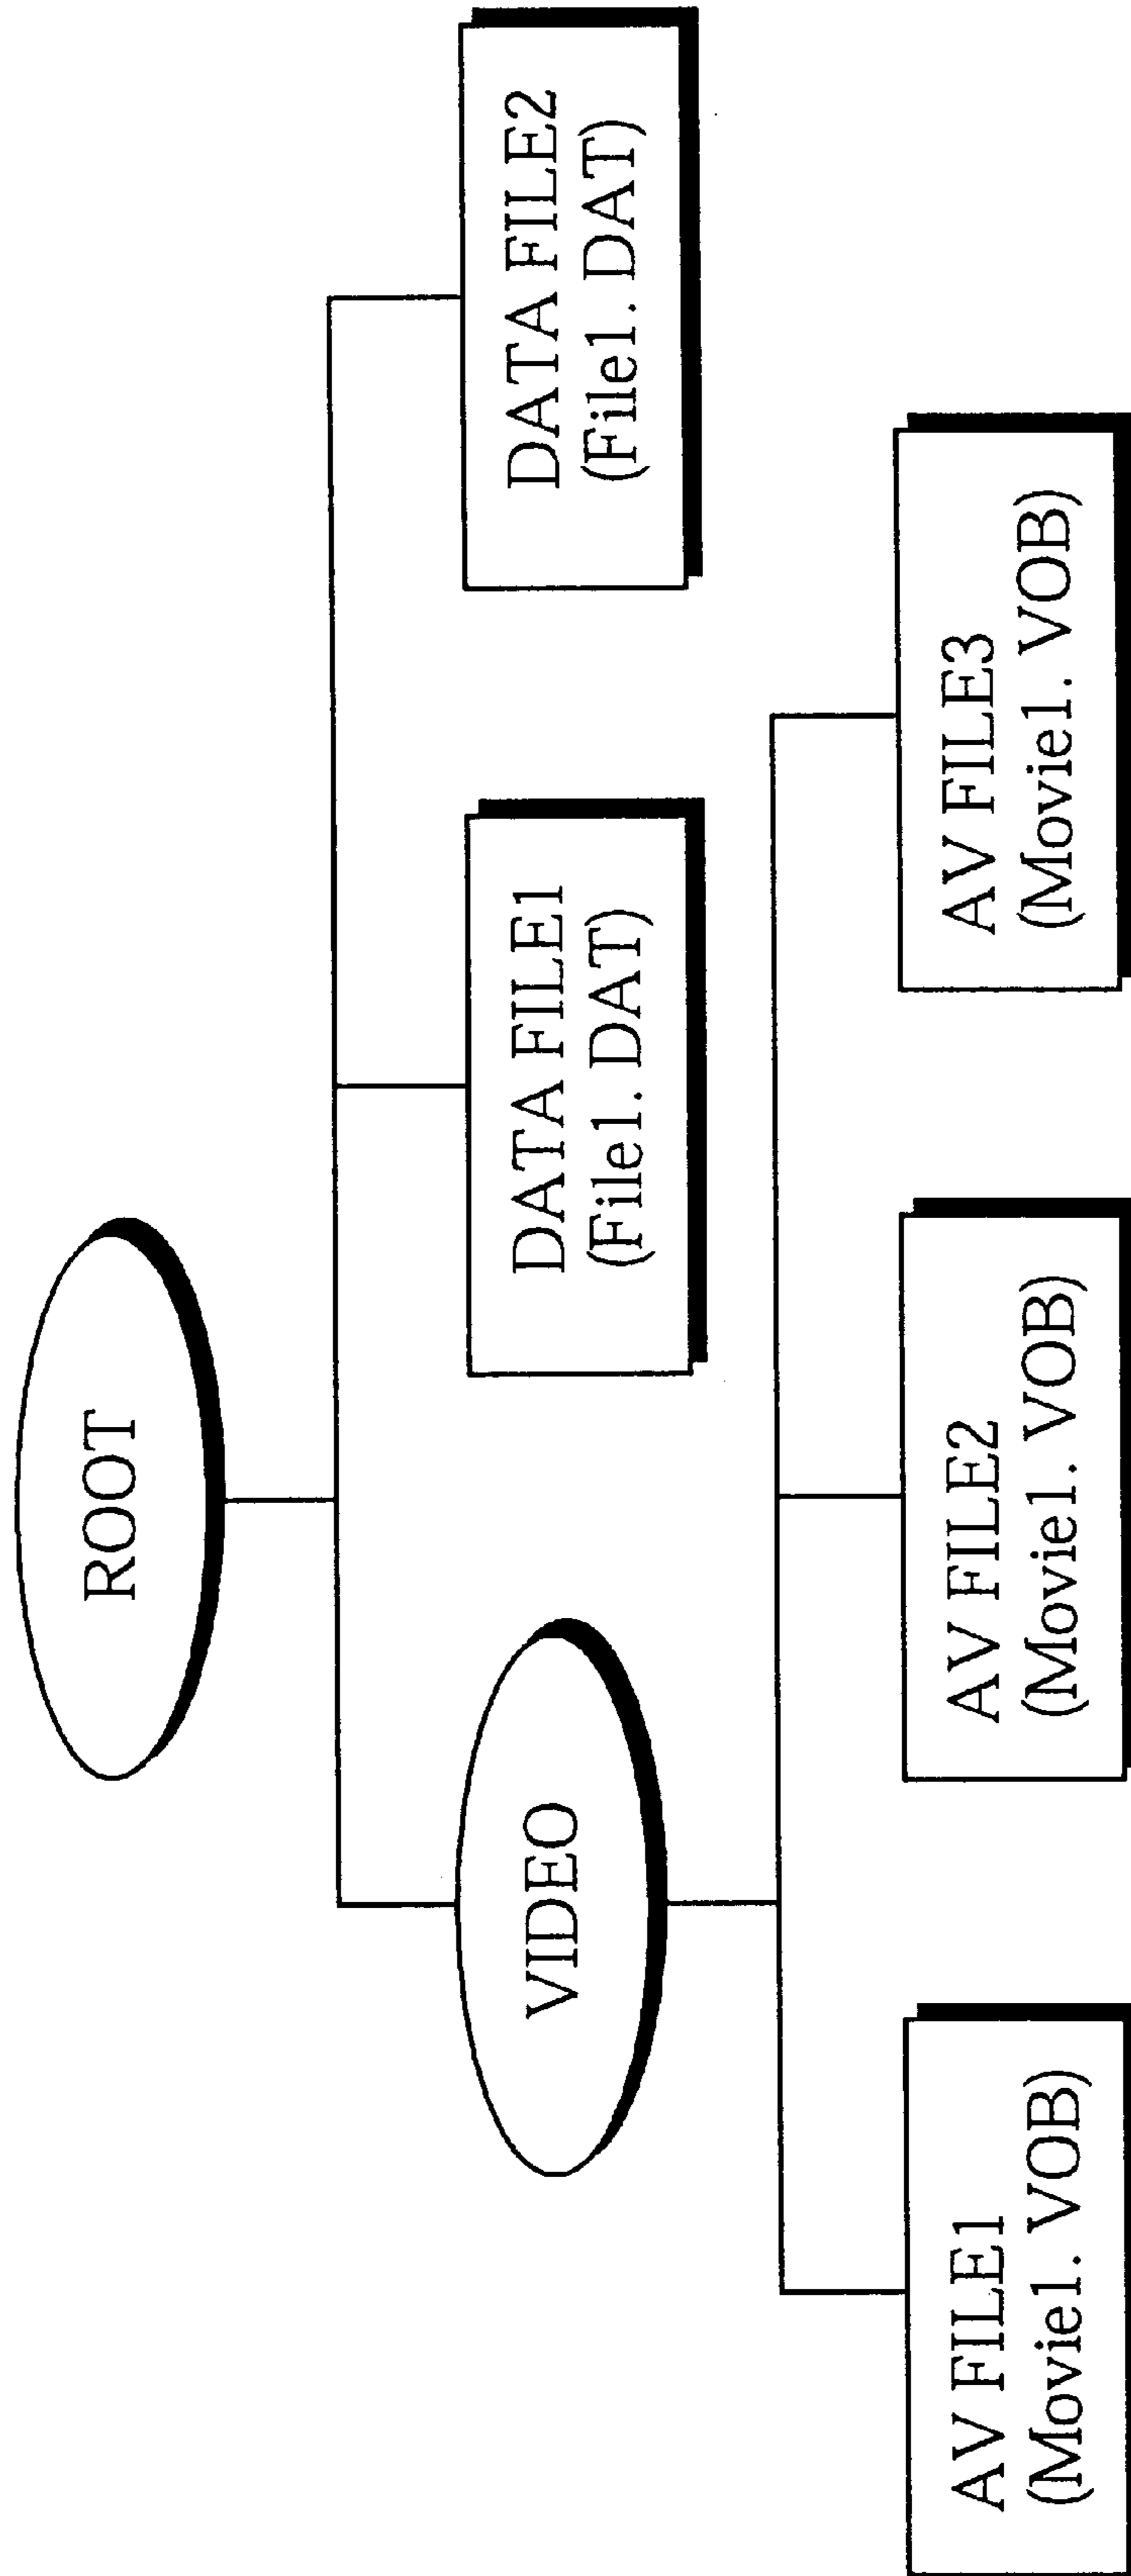 ROOT
VIDEO
DATA FILE1
(File1. DAT)
DATA FILE2
(File1. DAT)
AV FILE1
(Movie1. VOB)
AV FILE2
(Movie1. VOB)
AV FILE3
(Movie1. VOB)